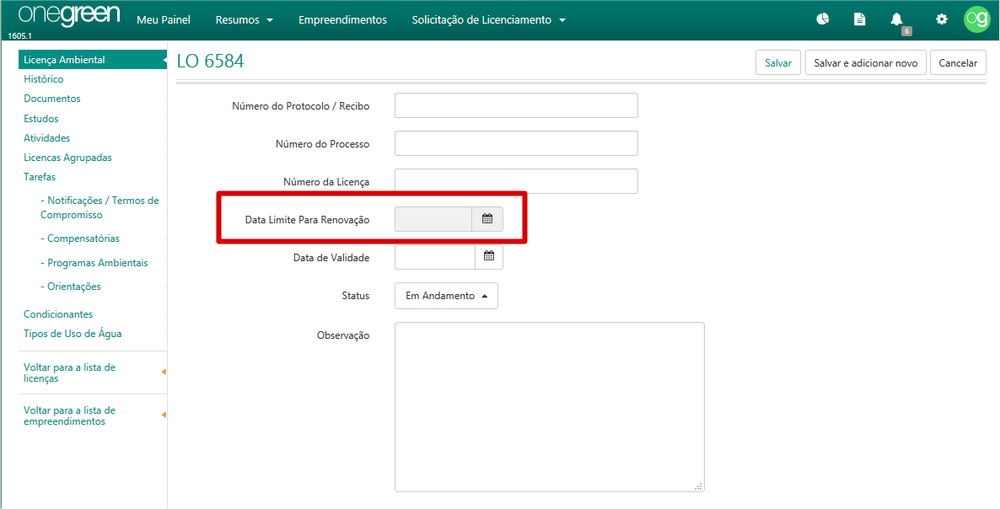 onegreen
1605.1
Meu Painel
Resumos
Empreendimentos
Solicitação de Licenciamento
6
og
Licença Ambiental
Histórico
Documentos
Estudos
Atividades
Licencas Agrupadas
Tarefas
- Notificações / Termos de
Compromisso
- Compensatórias
- Programas Ambientais
- Orientações
Condicionantes
Tipos de Uso de Água
Voltar para a lista de
licenças
Voltar para a lista de
empreendimentos
LO 6584
Salvar
Salvar e adicionar novo
Cancelar
Número do Protocolo / Recibo
Número do Processo
Número da Licença
Data Limite Para Renovação
Data de Validade
Status
Em Andamento
Observação